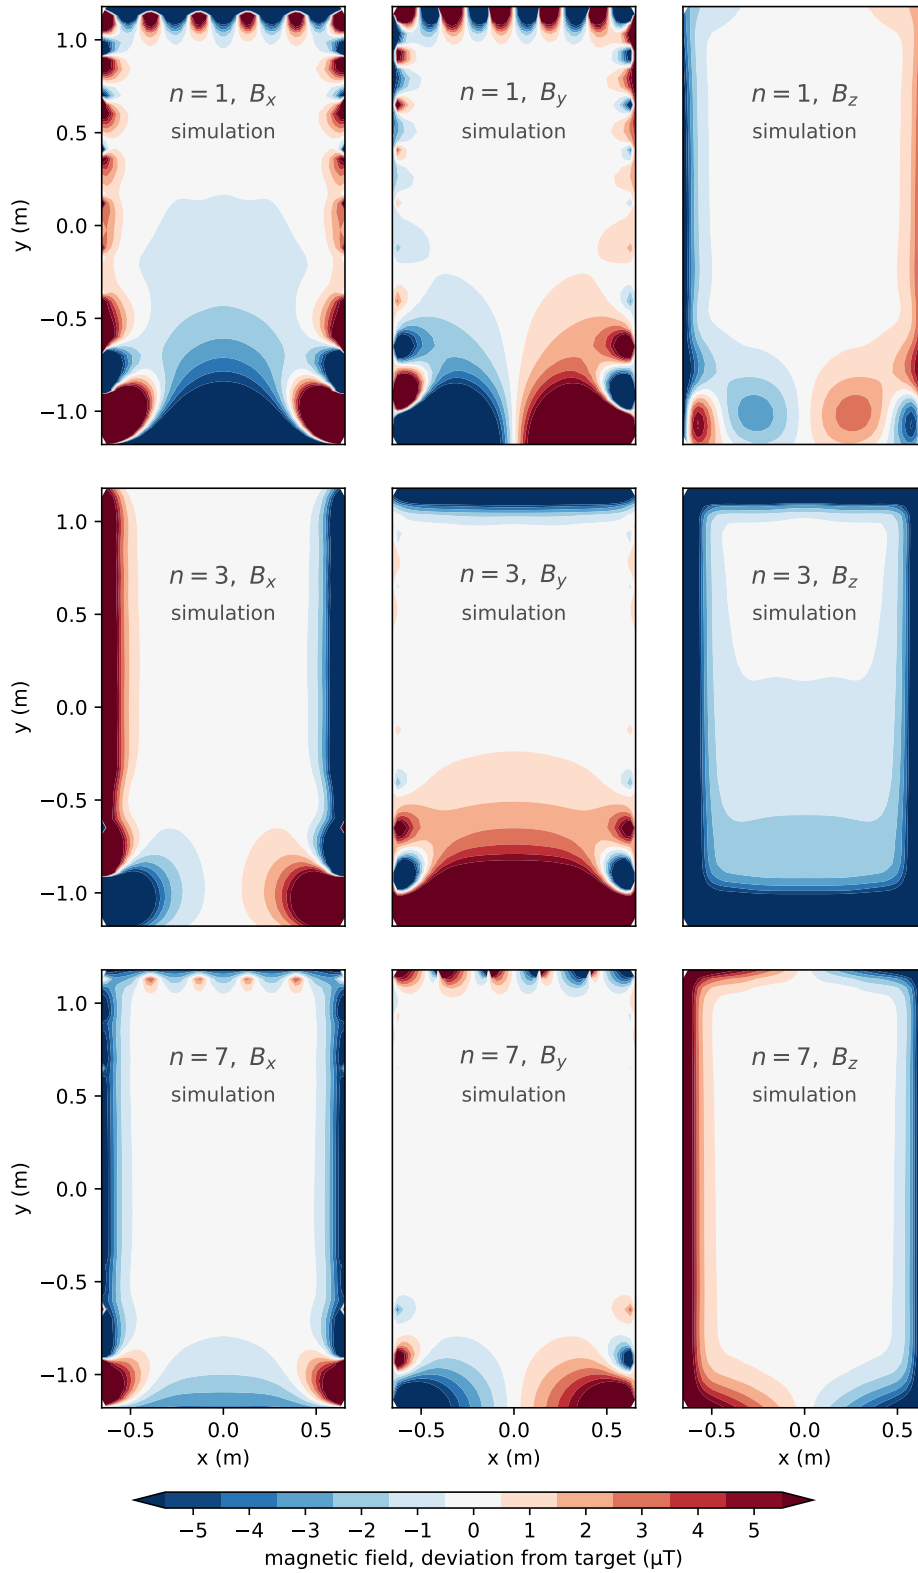 1.0
0.5
0.0
−0.5
−1.0
y (m)
n = 1, Bx
simulation
n = 1, By
simulation
n = 1, Bz
simulation
1.0
0.5
0.0
−0.5
−1.0
y (m)
n = 3, Bx
simulation
n = 3, By
simulation
n = 3, Bz
simulation
1.0
0.5
0.0
−0.5
−1.0
y (m)
n = 7, Bx
simulation
n = 7, By
simulation
n = 7, Bz
simulation
−0.5 0.0 0.5
x (m)
−0.5 0.0 0.5
x (m)
−0.5 0.0 0.5
x (m)
−5 −4 −3 −2 −1 0 1 2 3 4 5
magnetic field, deviation from target (μT)